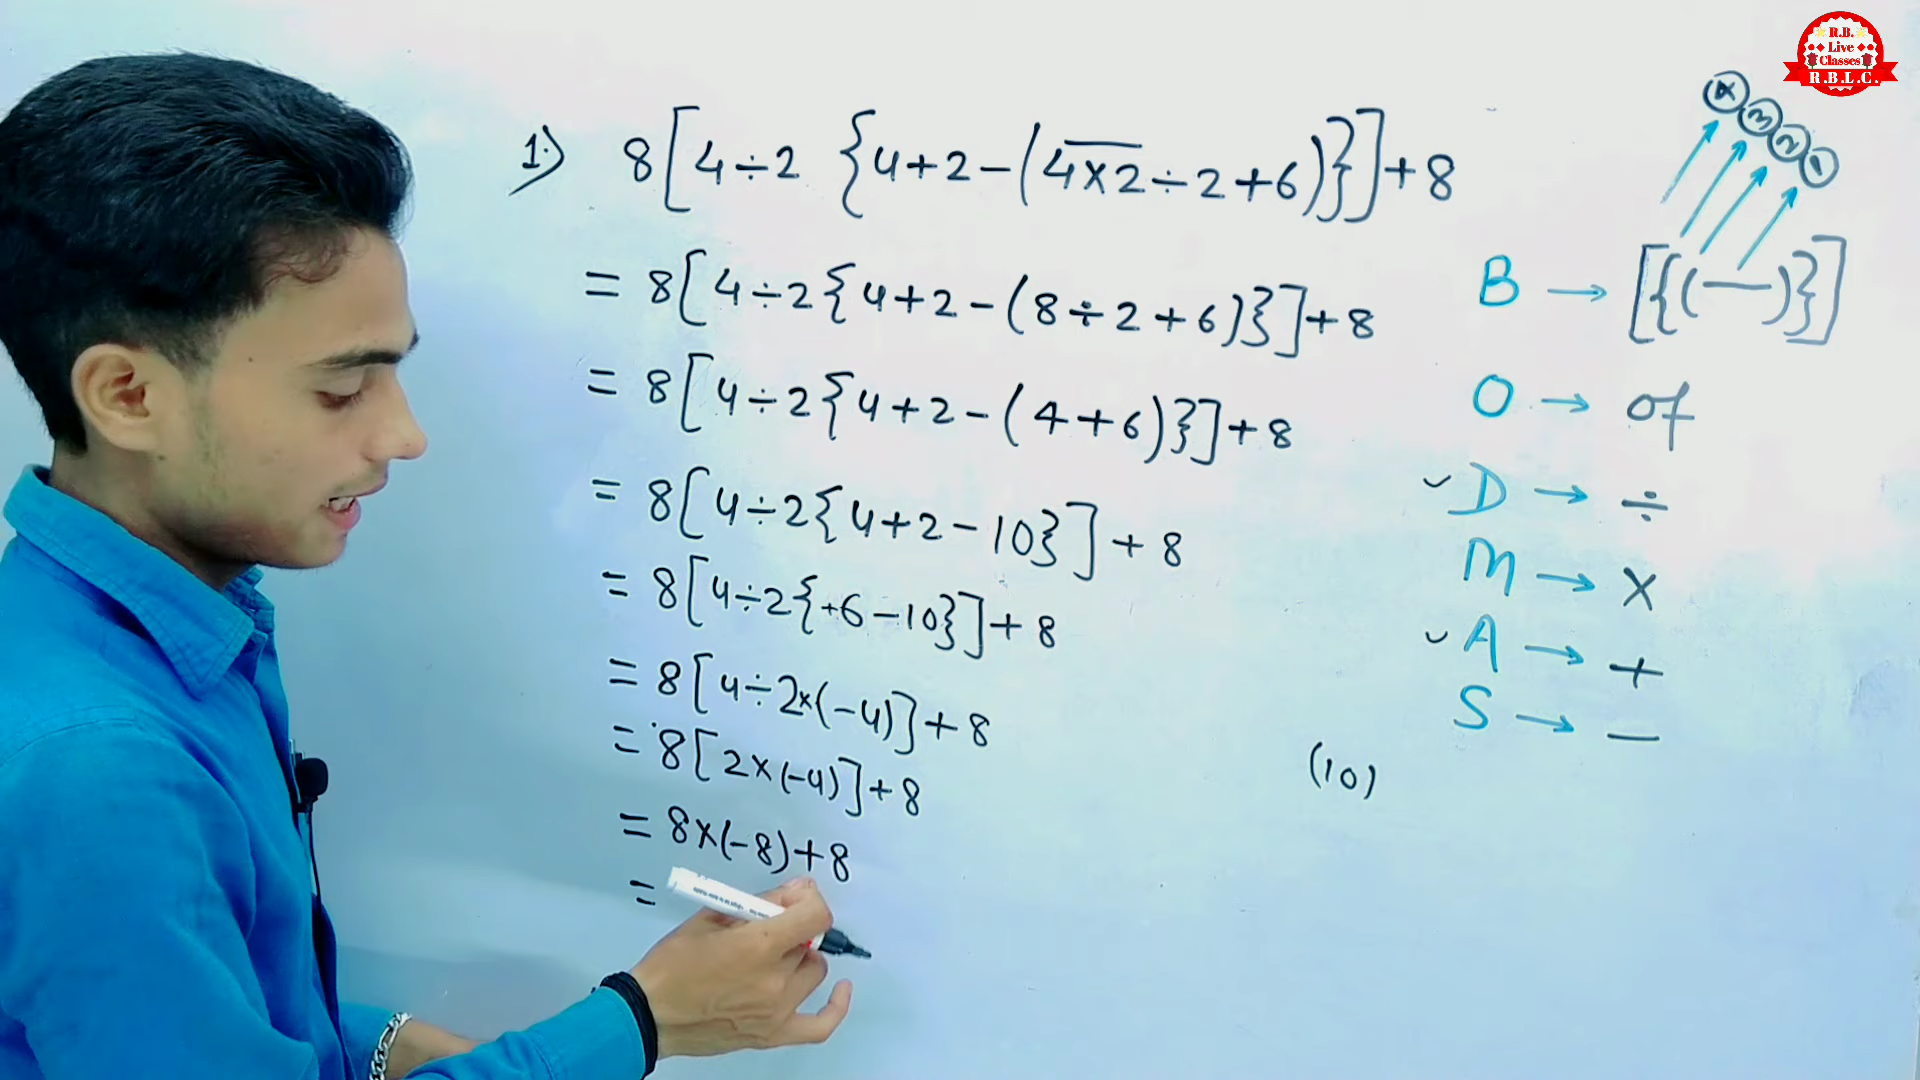 R.B.
Live
Classes
R.B.L.C.
4 3 2 1
1.) 8[4÷2 {4+2-(4̅×̅2̅÷2+6)}]+8
= 8[4÷2{4+2-(8÷2+6)}]+8
= 8[4÷2{4+2-(4+6)}]+8
= 8[4÷2{4+2-10}]+8
= 8[4÷2{+6-10}]+8
= 8[4÷2×(-4)]+8
= 8[2×(-4)]+8
= 8×(-8)+8
=
B → [{(—)}]
O → of
✓D → ÷
M → ×
✓A → +
S → −
(10)